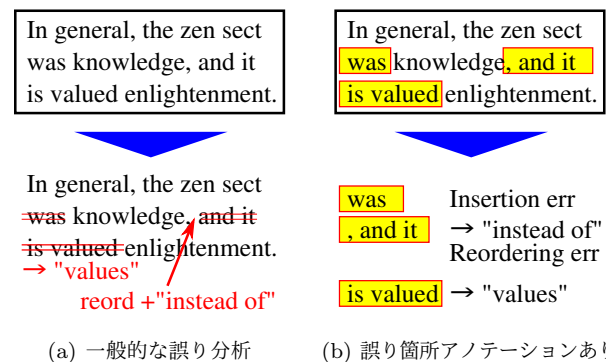 In general, the zen sect
was knowledge, and it
is valued enlightenment.
In general, the zen sect
was knowledge, and it
is valued enlightenment.
→ "values"
reord +"instead of"
(a) 一般的な誤り分析
In general, the zen sect
was knowledge, and it
is valued enlightenment.
was Insertion err
, and it → "instead of"
Reordering err
is valued → "values"
(b) 誤り箇所アノテーションあり